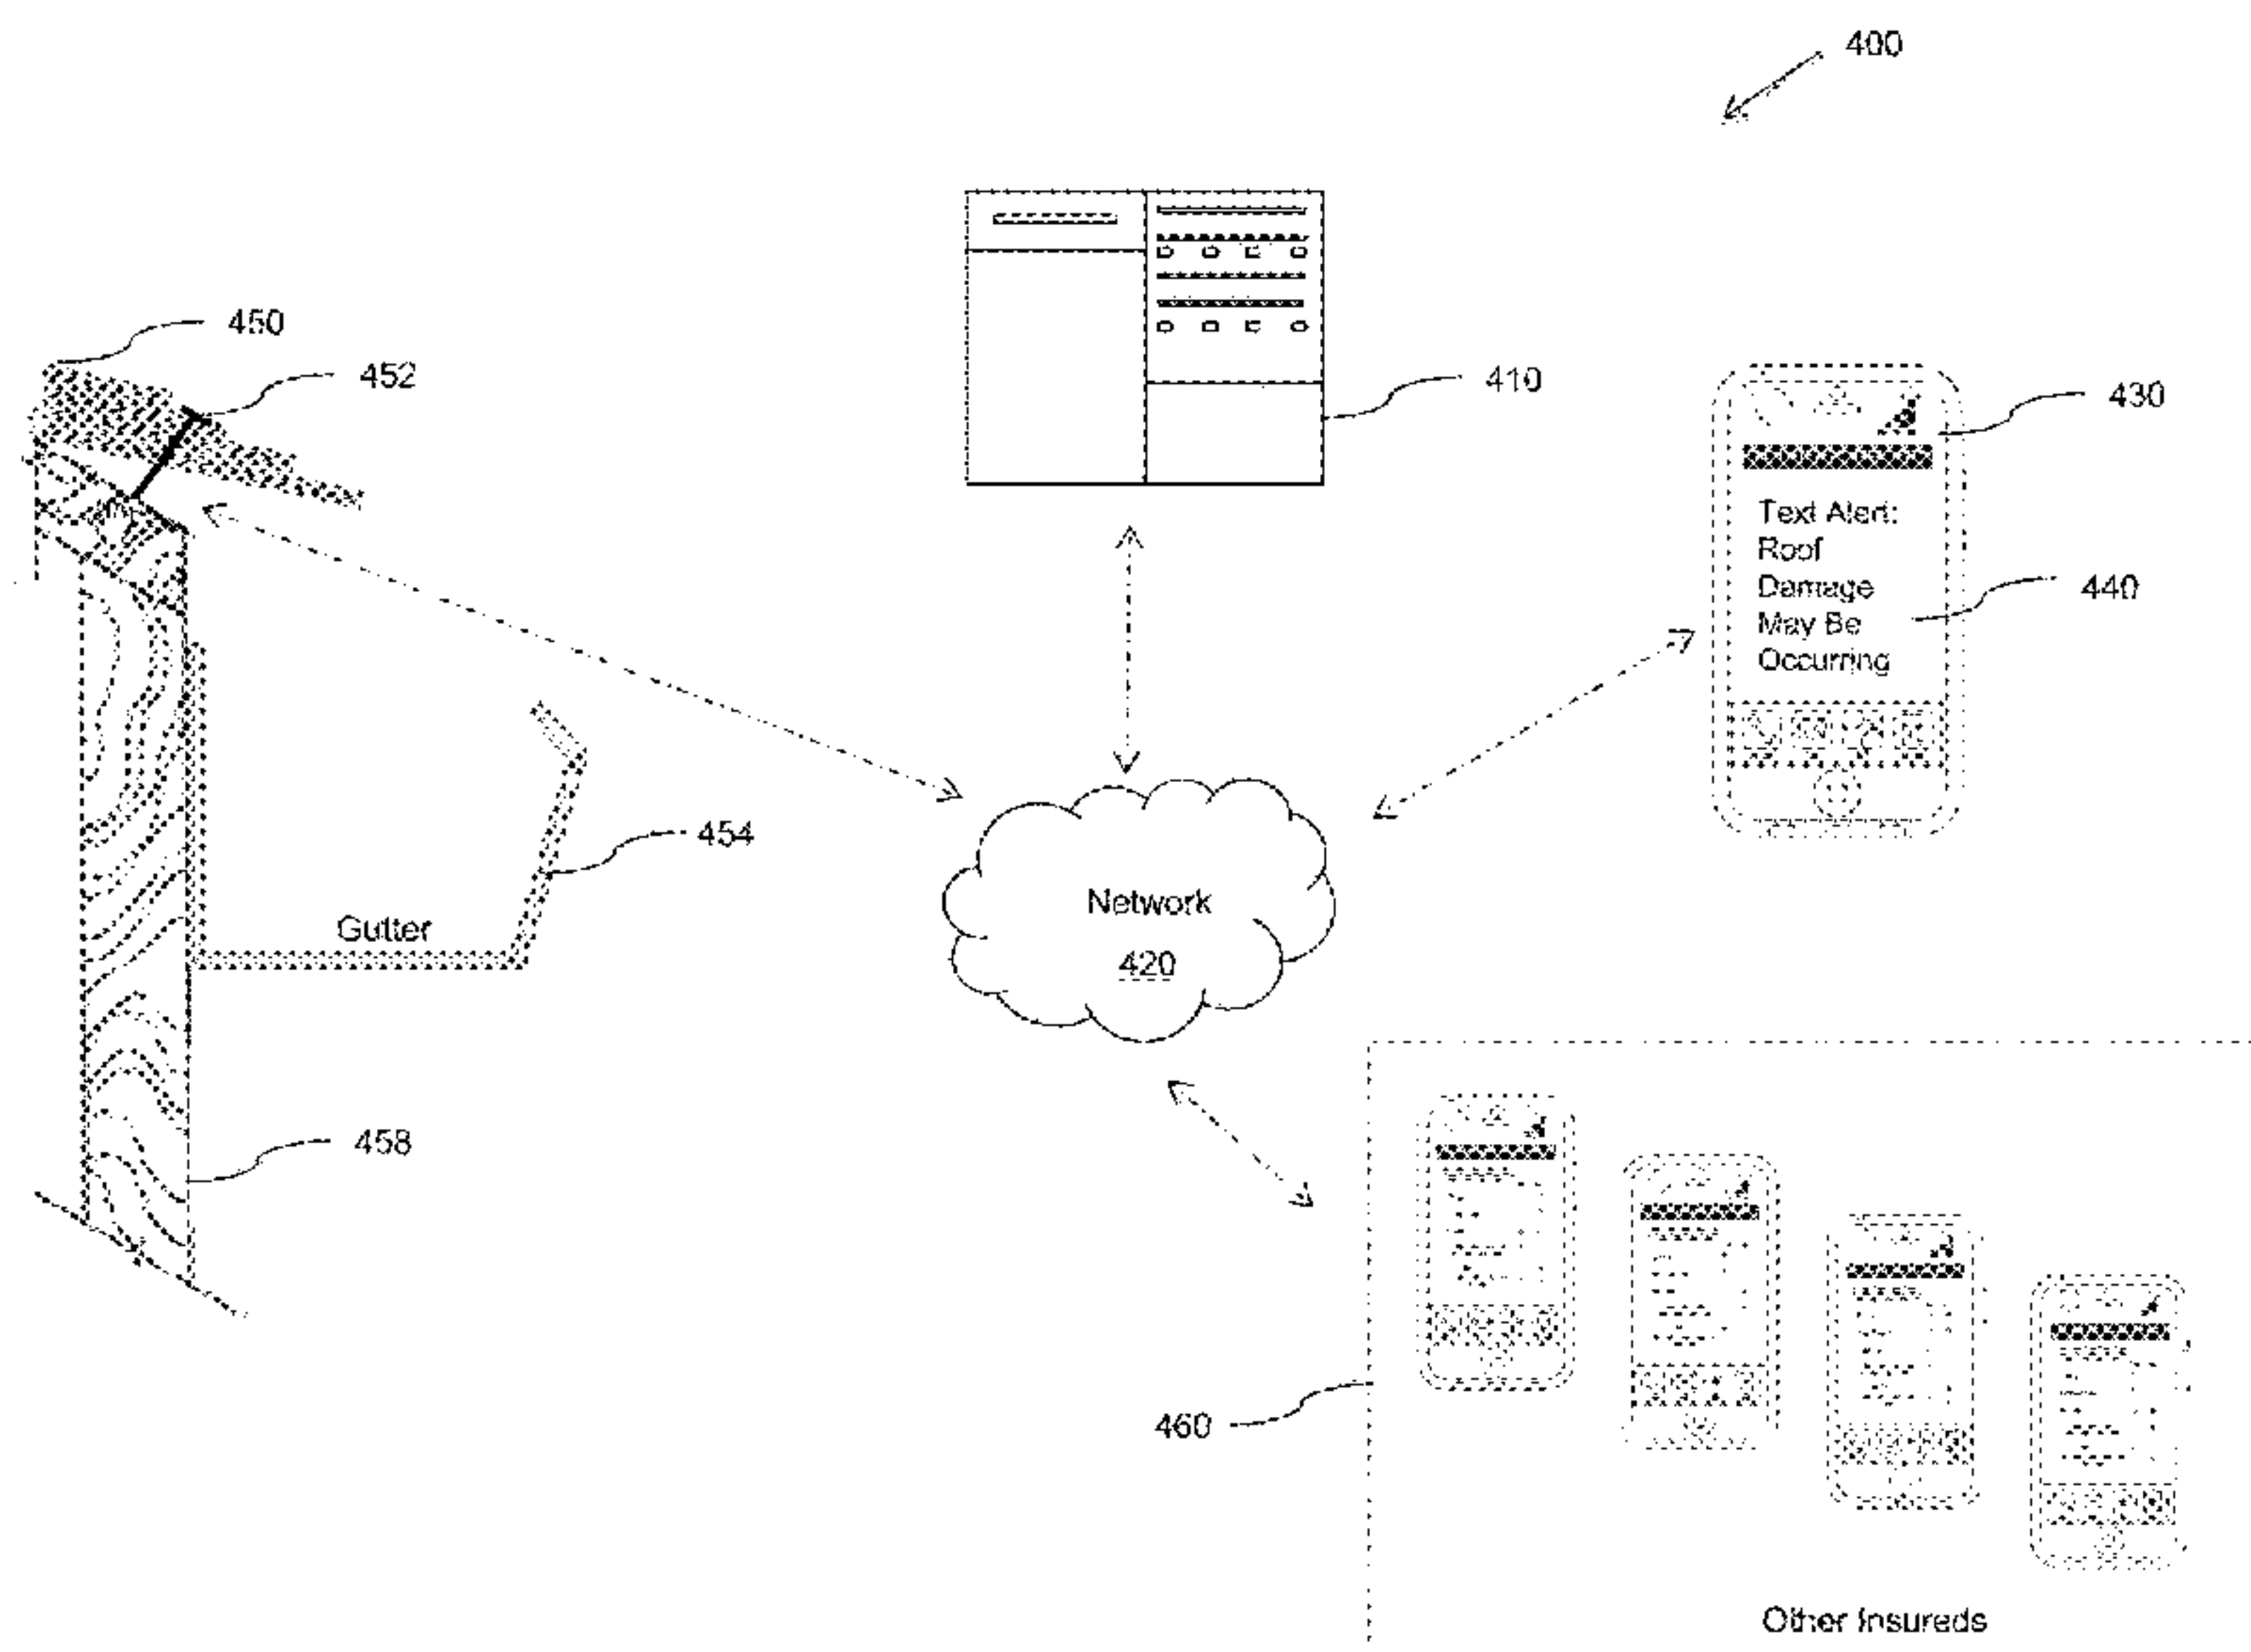 400
450
452
410
430
Text Alert:
Roof
Damage
May Be
Occurring
440
454
Gutter
Network
420
458
460
Other Insureds